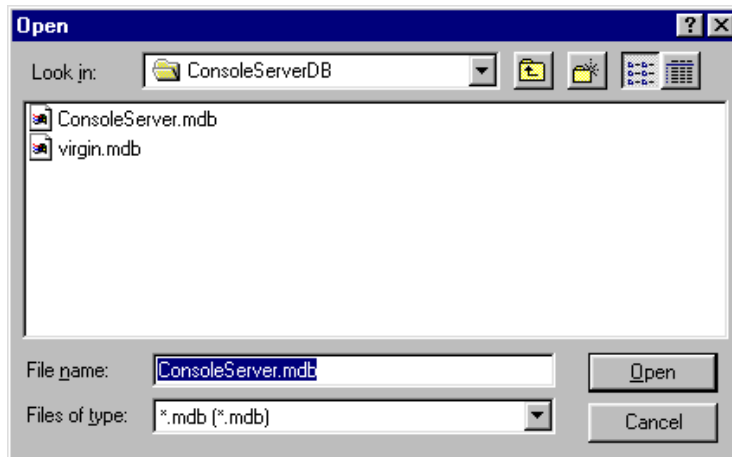 Open
Look in: ConsoleServerDB
ConsoleServer.mdb
virgin.mdb
File name: ConsoleServer.mdb Open
Files of type: *.mdb (*.mdb) Cancel